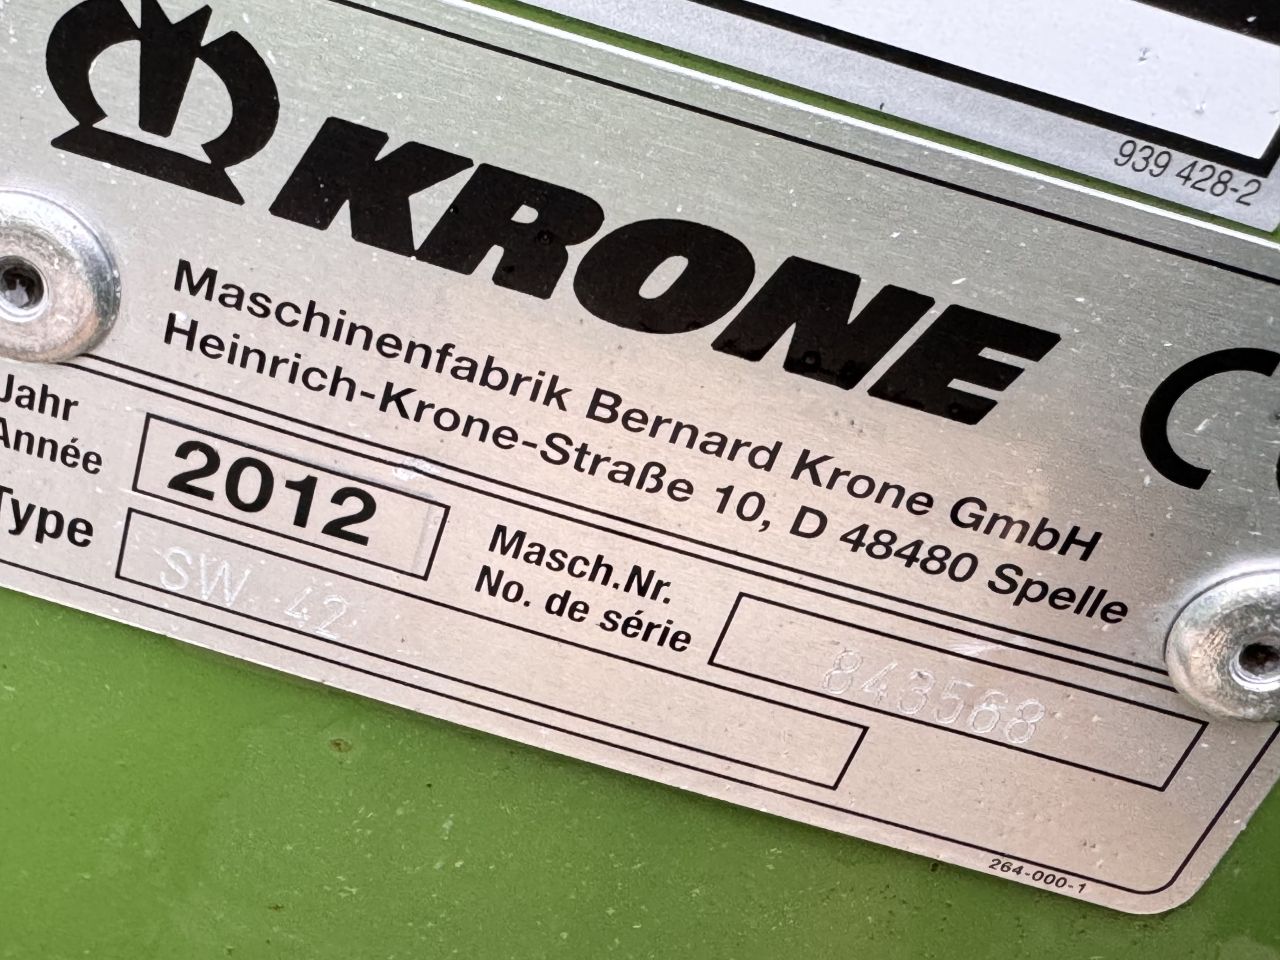 939 428-2
KRONE
CE
Maschinenfabrik Bernard Krone GmbH
Heinrich-Krone-Straße 10, D 48480 Spelle
Jahr
Année
2012
Type
SW 42
Masch.Nr.
No. de série
843568
264-000-1